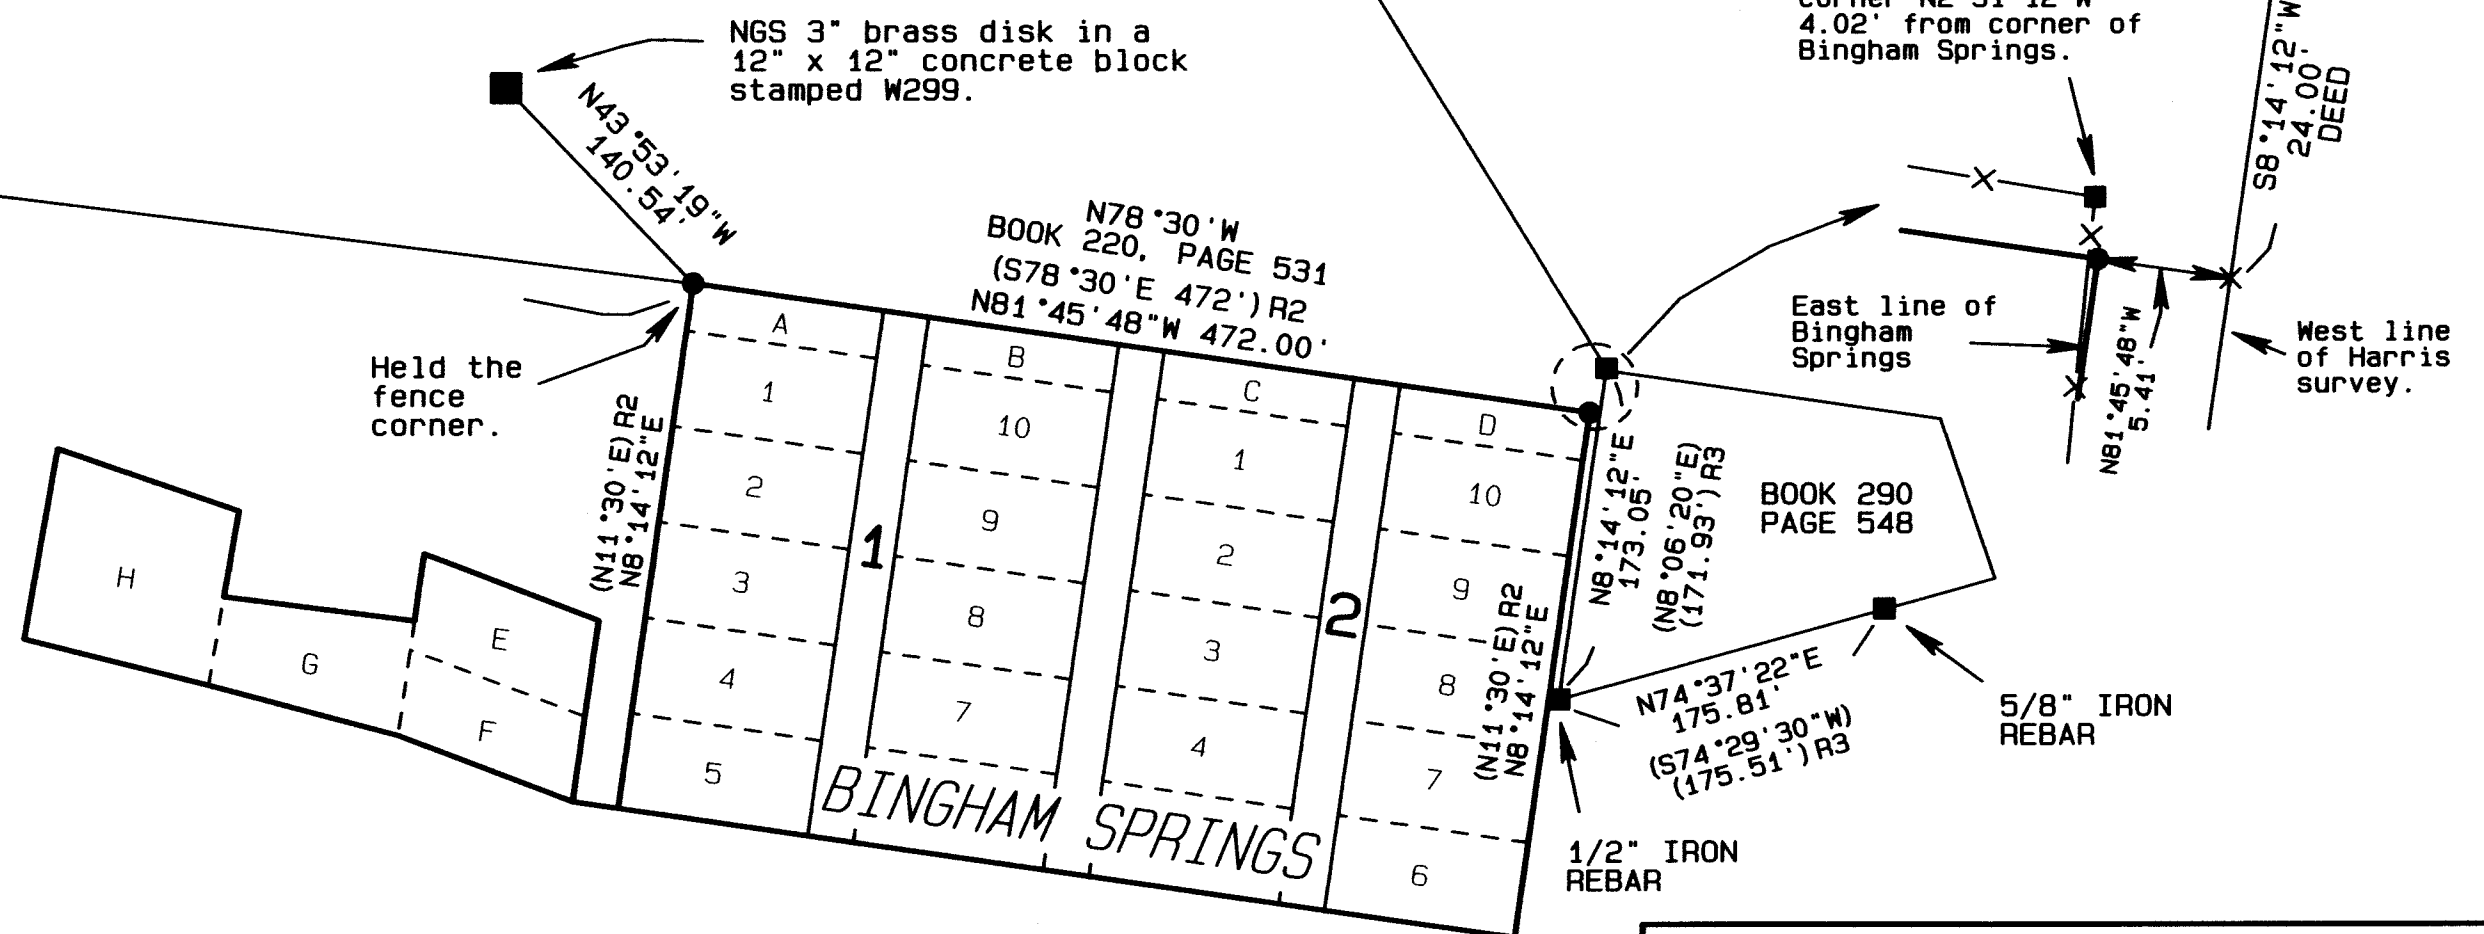 NGS 3" brass disk in a
12" x 12" concrete block
stamped W299.
N43°53'19"W
140.54'
4.02' from corner of
Bingham Springs.
S8°14'12"W
24.00'
DEED
N78°30'W
BOOK 220, PAGE 531
(S78°30'E 472')R2
N81°45'48"W 472.00'
Held the
fence
corner.
East line of
Bingham
Springs
N81°45'48"W
5.41'
West line
of Harris
survey.
(N11°30'E)R2
N8°14'12"E
A
1
2
3
4
5
1
B
10
9
8
7
C
1
2
3
4
2
D
10
9
8
7
6
H
G
E
F
N8°14'12"E
173.05'
(N8°06'20"E)
(171.93')R3
BOOK 290
PAGE 548
(N11°30'E)R2
N8°14'12"E
N74°37'22"E
175.81'
(S74°29'30"W)
(175.51')R3
5/8" IRON
REBAR
1/2" IRON
REBAR
BINGHAM SPRINGS